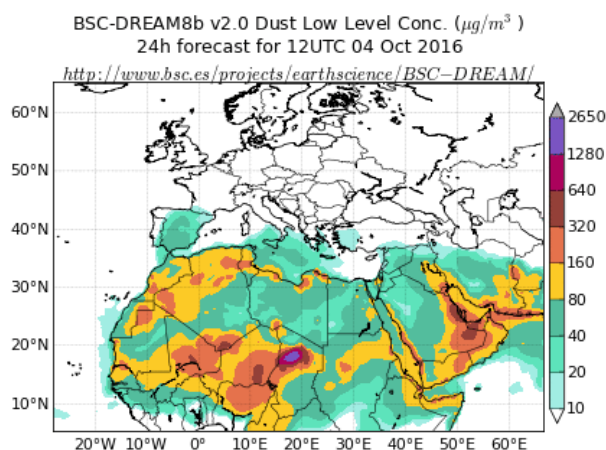 BSC-DREAM8b v2.0 Dust Low Level Conc. (μg/m³ )
24h forecast for 12UTC 04 Oct 2016
http://www.bsc.es/projects/earthscience/BSC−DREAM/
60°N
50°N
40°N
30°N
20°N
10°N
20°W 10°W 0° 10°E 20°E 30°E 40°E 50°E 60°E
2650
1280
640
320
160
80
40
20
10